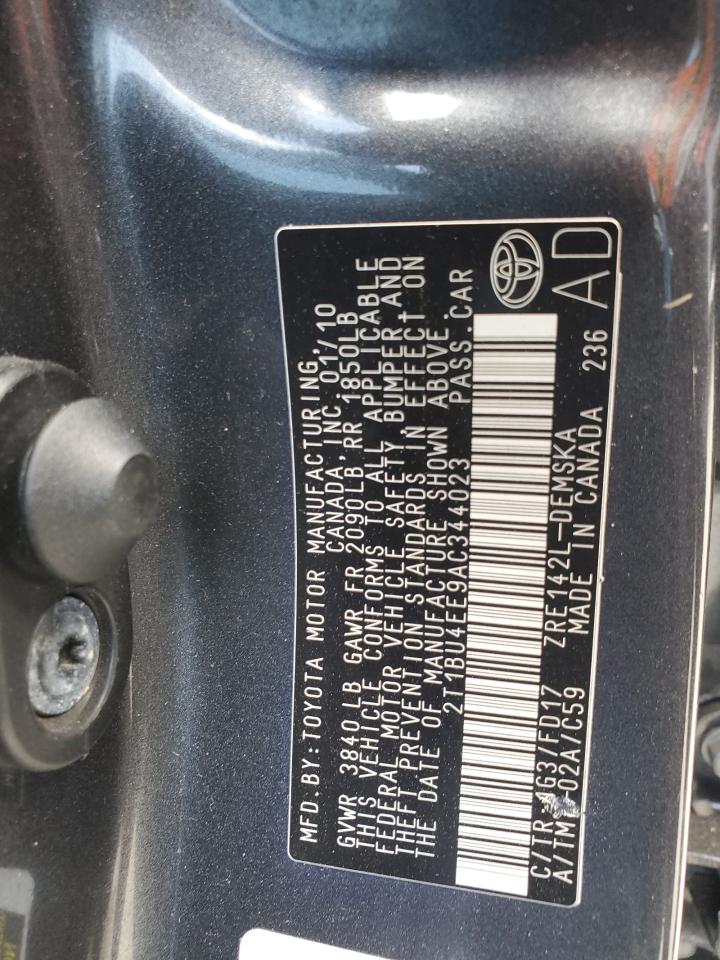 MFD.BY:TOYOTA MOTOR MANUFACTURING,
CANADA, INC. 01/10
GVWR 3840 LB GAWR FR 2090LB,RR 1850LB
THIS VEHICLE CONFORMS TO ALL APPLICABLE
FEDERAL MOTOR VEHICLE SAFETY, BUMPER AND
THEFT PREVENTION STANDARDS IN EFFECT ON
THE DATE OF MANUFACTURE SHOWN ABOVE.
2T1BU4EE9AC344023 PASS.CAR
C/TR G3/FD17 ZRE142L-DEMSKA
A/TM 02A/C59 MADE IN CANADA 236
AD